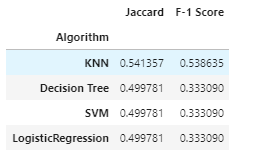 Jaccard F-1 Score
Algorithm
KNN 0.541357 0.538635
Decision Tree 0.499781 0.333090
SVM 0.499781 0.333090
LogisticRegression 0.499781 0.333090